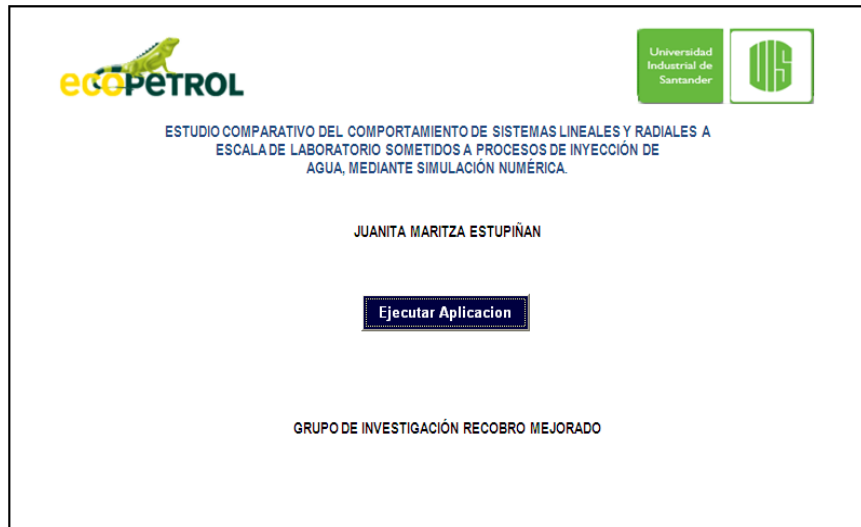 ecoPeTROL
Universidad
Industrial de
Santander
UIS
ESTUDIO COMPARATIVO DEL COMPORTAMIENTO DE SISTEMAS LINEALES Y RADIALES A
ESCALA DE LABORATORIO SOMETIDOS A PROCESOS DE INYECCIÓN DE
AGUA, MEDIANTE SIMULACIÓN NUMÉRICA.
JUANITA MARITZA ESTUPIÑAN
Ejecutar Aplicacion
GRUPO DE INVESTIGACIÓN RECOBRO MEJORADO